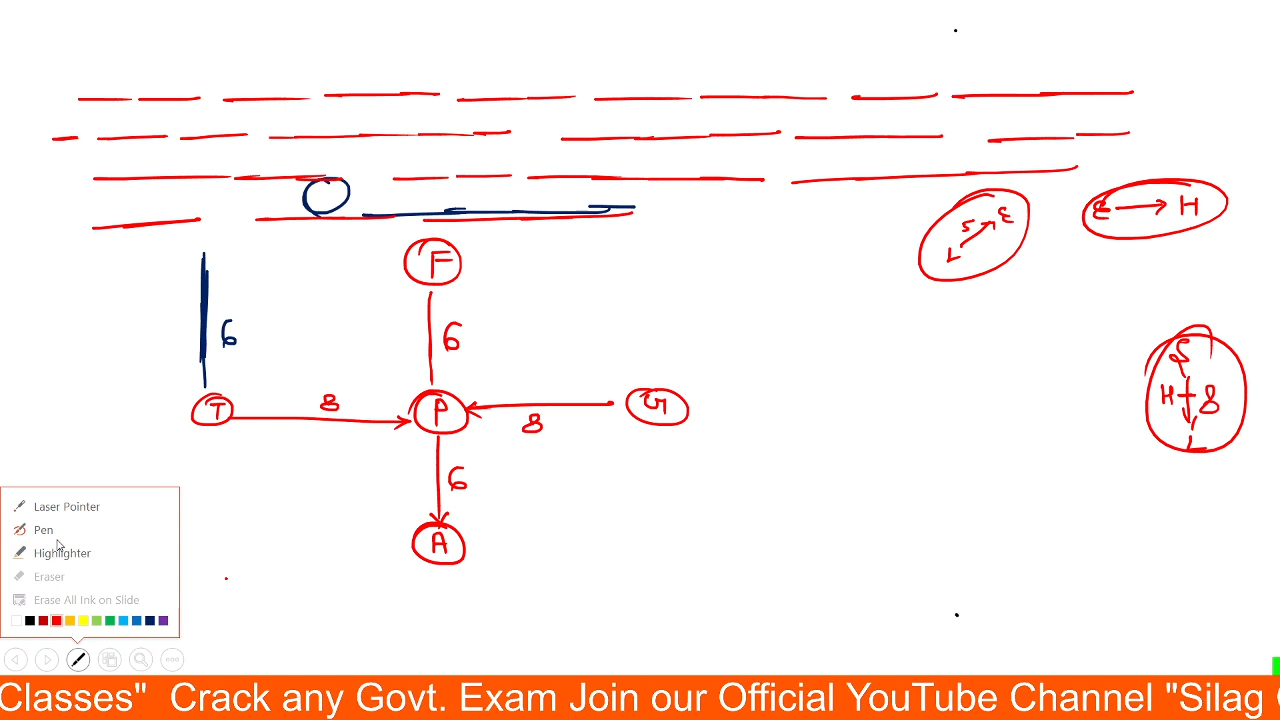 F
6
6
T
8
P
8
G
6
A
L
S
E
E → H
S
H 8
L
Laser Pointer
Pen
Highlighter
Eraser
Erase All Ink on Slide
Classes" Crack any Govt. Exam Join our Official YouTube Channel "Silag